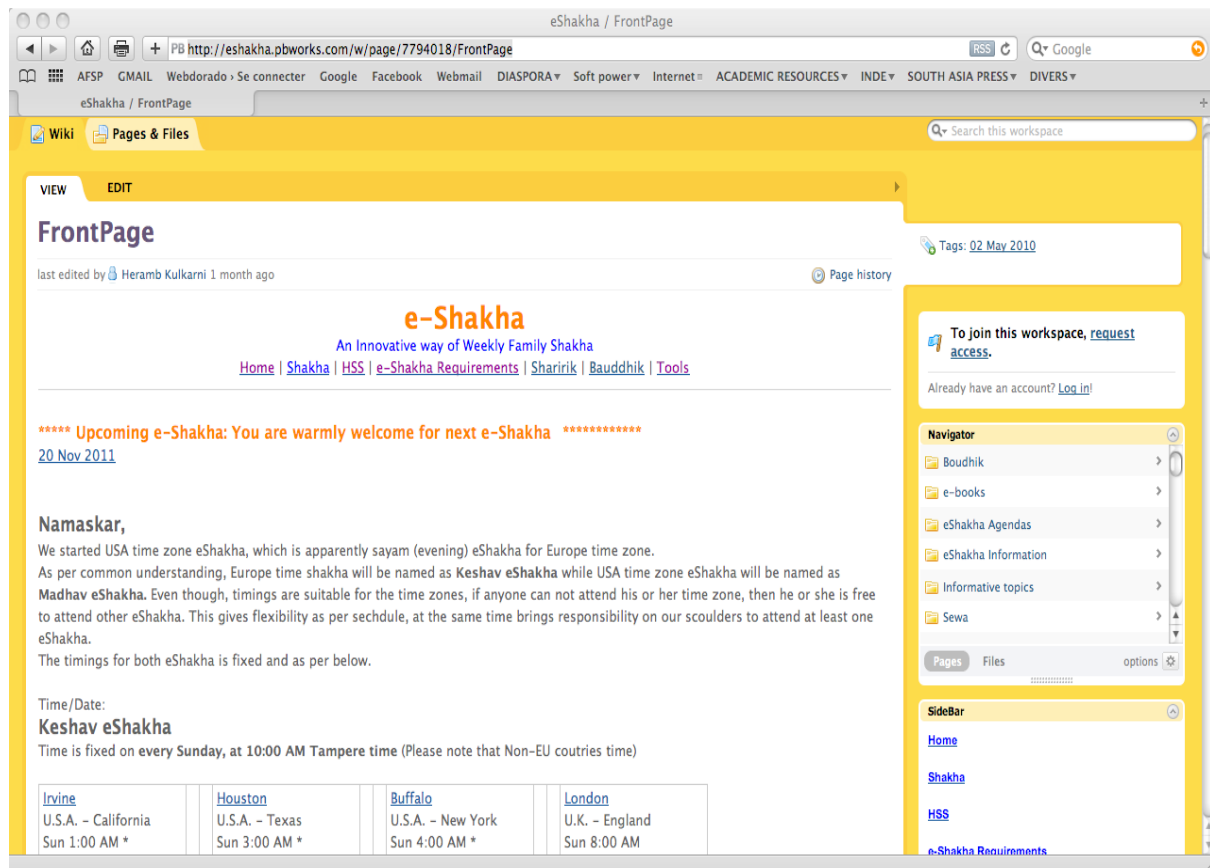 eShakha / FrontPage
PB http://eshakha.pbworks.com/w/page/7794018/FrontPage RSS Google
AFSP GMAIL Webdorado › Se connecter Google Facebook Webmail DIASPORA▾ Soft power▾ Internet ACADEMIC RESOURCES▾ INDE▾ SOUTH ASIA PRESS▾ DIVERS▾
eShakha / FrontPage
Wiki Pages & Files
Search this workspace
VIEW EDIT
FrontPage
last edited by Heramb Kulkarni 1 month ago Page history
e-Shakha
An Innovative way of Weekly Family Shakha
Home | Shakha | HSS | e-Shakha Requirements | Sharirik | Bauddhik | Tools
***** Upcoming e-Shakha: You are warmly welcome for next e-Shakha ************
20 Nov 2011
Namaskar,
We started USA time zone eShakha, which is apparently sayam (evening) eShakha for Europe time zone.
As per common understanding, Europe time shakha will be named as Keshav eShakha while USA time zone eShakha will be named as
Madhav eShakha. Even though, timings are suitable for the time zones, if anyone can not attend his or her time zone, then he or she is free
to attend other eShakha. This gives flexibility as per sechdule, at the same time brings responsibility on our scoulders to attend at least one
eShakha.
The timings for both eShakha is fixed and as per below.
Time/Date:
Keshav eShakha
Time is fixed on every Sunday, at 10:00 AM Tampere time (Please note that Non-EU coutries time)
Irvine Houston Buffalo London
U.S.A. – California U.S.A. – Texas U.S.A. – New York U.K. – England
Sun 1:00 AM * Sun 3:00 AM * Sun 4:00 AM * Sun 8:00 AM
Tags: 02 May 2010
To join this workspace, request
access.
Already have an account? Log in!
Navigator
Boudhik
e-books
eShakha Agendas
eShakha Information
Informative topics
Sewa
Pages Files options
SideBar
Home
Shakha
HSS
e-Shakha Requirements